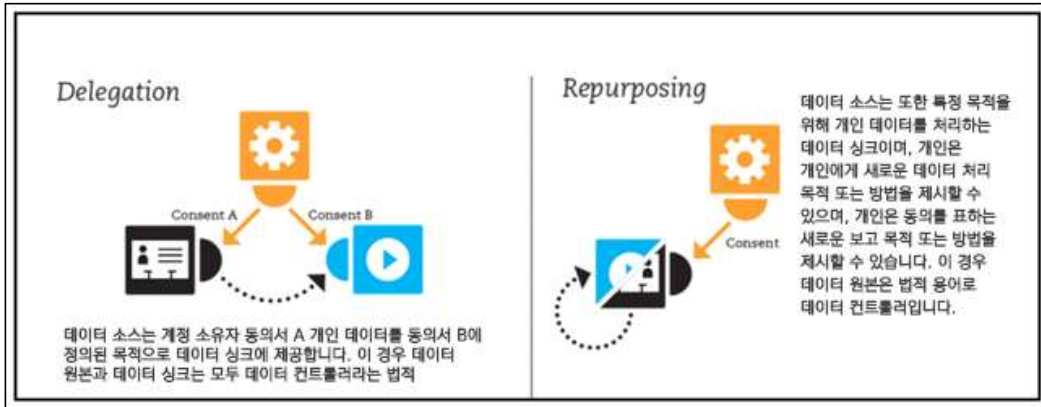 Delegation
Consent A
Consent B
데이터 소스는 계정 소유자 동의서 A 개인 데이터를 동의서 B에
정의된 목적으로 데이터 싱크에 제공합니다. 이 경우 데이터
원본과 데이터 싱크는 모두 데이터 컨트롤러라는 법적
Repurposing
Consent
데이터 소스는 또한 특정 목적을
위해 개인 데이터를 처리하는
데이터 싱크이며, 개인은
개인에게 새로운 데이터 처리
목적 또는 방법을 제시할 수
있으며, 개인은 동의를 표하는
새로운 보고 목적 또는 방법을
제시할 수 있습니다. 이 경우
데이터 원본은 법적 용어로
데이터 컨트롤러입니다.